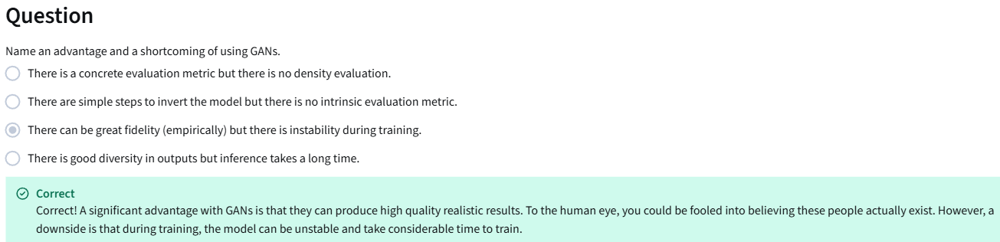 Question
Name an advantage and a shortcoming of using GANs.
There is a concrete evaluation metric but there is no density evaluation.
There are simple steps to invert the model but there is no intrinsic evaluation metric.
There can be great fidelity (empirically) but there is instability during training.
There is good diversity in outputs but inference takes a long time.
Correct
Correct! A significant advantage with GANs is that they can produce high quality realistic results. To the human eye, you could be fooled into believing these people actually exist. However, a
downside is that during training, the model can be unstable and take considerable time to train.